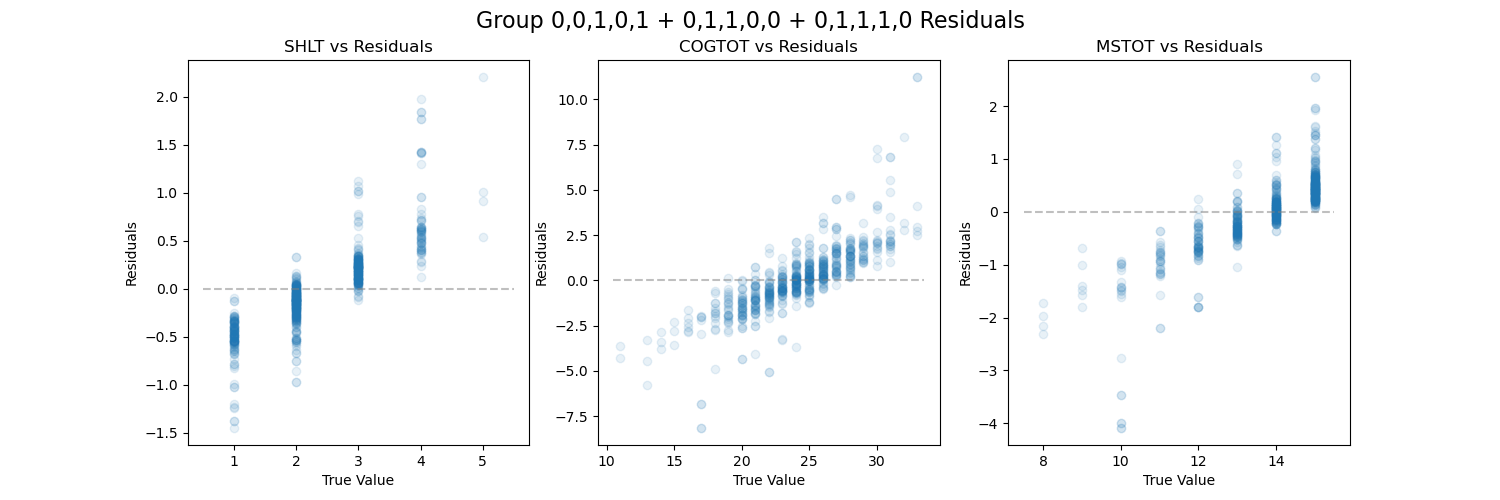 Group 0,0,1,0,1 + 0,1,1,0,0 + 0,1,1,1,0 Residuals
SHLT vs Residuals
2.0
1.5
1.0
0.5
0.0
−0.5
−1.0
−1.5
Residuals
1 2 3 4 5
True Value
COGTOT vs Residuals
10.0
7.5
5.0
2.5
0.0
−2.5
−5.0
−7.5
Residuals
10 15 20 25 30
True Value
MSTOT vs Residuals
2
1
0
−1
−2
−3
−4
Residuals
8 10 12 14
True Value